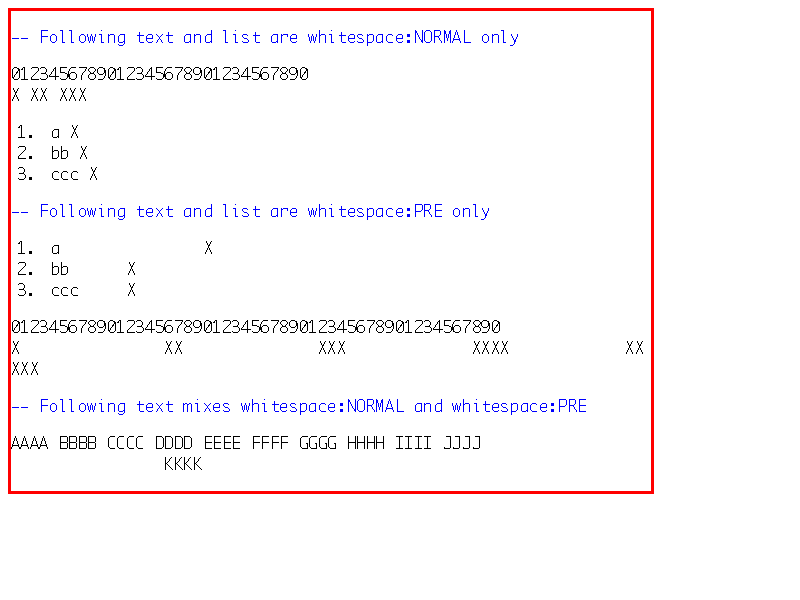 -- Following text and list are whitespace:NORMAL only
0123456789012345678901234567890
X XX XXX
1. a X
2. bb X
3. ccc X
-- Following text and list are whitespace:PRE only
1. a               X
2. bb      X
3. ccc     X
012345678901234567890123456789012345678901234567890
X               XX              XXX             XXXX            XX
XXX
-- Following text mixes whitespace:NORMAL and whitespace:PRE
AAAA BBBB CCCC DDDD EEEE FFFF GGGG HHHH IIII JJJJ
                KKKK